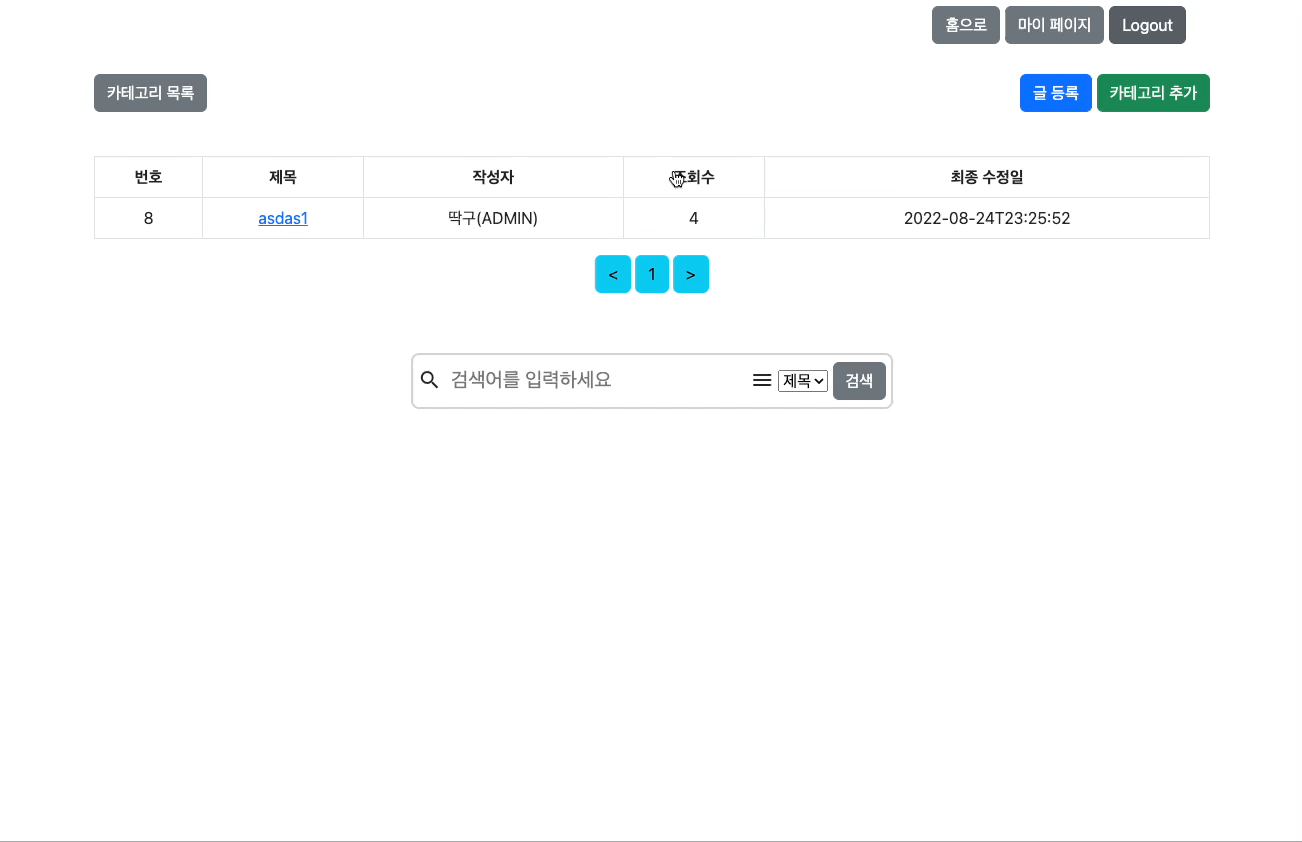 홈으로 마이 페이지 Logout
카테고리 목록 글 등록 카테고리 추가
번호 제목 작성자 회수 최종 수정일
8 asdas1 딱구(ADMIN) 4 2022-08-24T23:25:52
< 1 >
검색어를 입력하세요 제목 검색